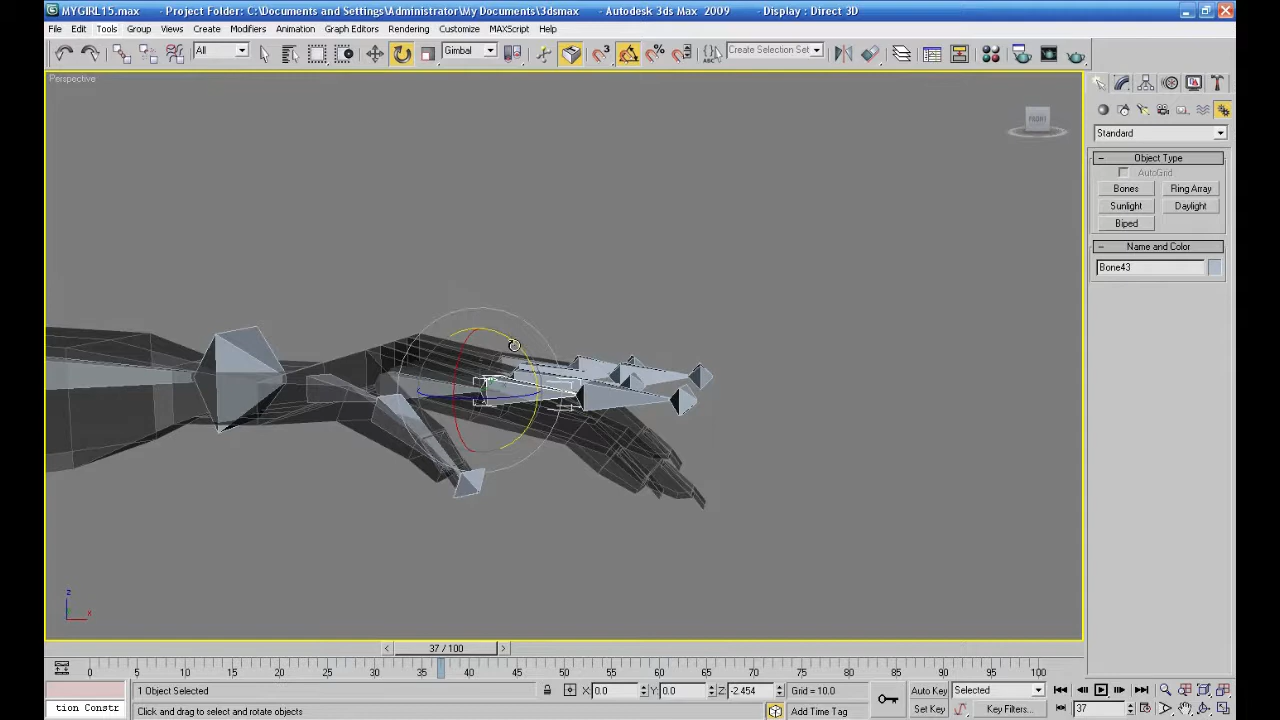 MYGIRL15.max - Project Folder: C:\Documents and Settings\Administrator\My Documents\3dsmax - Autodesk 3ds Max 2009 - Display : Direct 3D
File Edit Tools Group Views Create Modifiers Animation Graph Editors Rendering Customize MAXScript Help
All Gimbal 3 % Create Selection Set
Perspective
FRONT
Standard
Object Type
AutoGrid
Bones Ring Array
Sunlight Daylight
Biped
Name and Color
Bone43
z
x
< 37 / 100 >
0 5 10 15 20 25 30 35 40 45 50 55 60 65 70 75 80 85 90 95 100
1 Object Selected X: 0.0 Y: 0.0 Z: -2.454 Grid = 10.0 Auto Key Selected
tion Constr Click and drag to select and rotate objects Add Time Tag Set Key Key Filters... 37